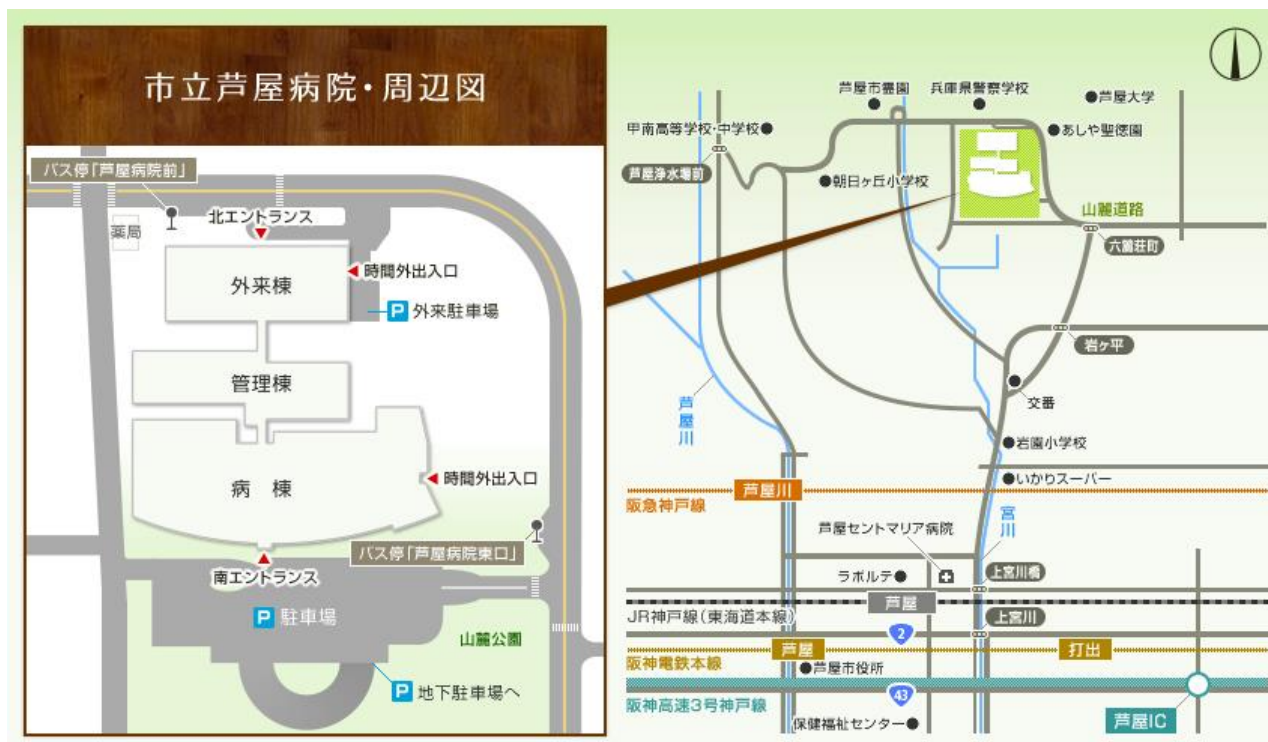 市立芦屋病院・周辺図
バス停「芦屋病院前」
北エントランス
薬局
外来棟
時間外出入口
P 外来駐車場
管理棟
病 棟
時間外出入口
バス停「芦屋病院東口」
南エントランス
P 駐車場
山麓公園
P 地下駐車場へ
芦屋市霊園
兵庫県警察学校
芦屋大学
甲南高等学校・中学校
あしや聖徳園
芦屋浄水場前
朝日ヶ丘小学校
山麓道路
六麓荘町
岩ヶ平
交番
芦屋川
岩園小学校
いかりスーパー
芦屋川
阪急神戸線
宮川
芦屋セントマリア病院
ラポルテ
上宮川橋
芦屋
JR神戸線(東海道本線)
2
上宮川
芦屋
打出
阪神電鉄本線
芦屋市役所
43
阪神高速3号神戸線
芦屋IC
保健福祉センター